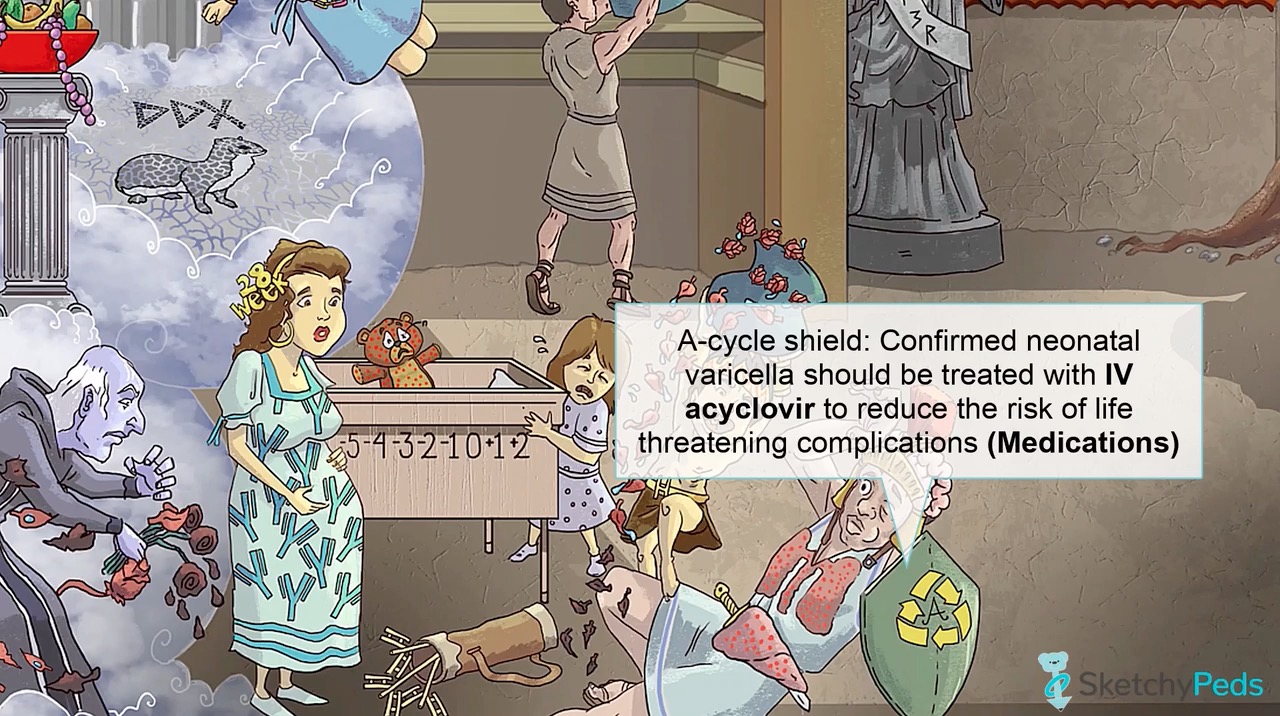 3R
DDX
28
week
-5-4-3-2-1 0 +1 +2
A-cycle shield: Confirmed neonatal
varicella should be treated with IV
acyclovir to reduce the risk of life
threatening complications (Medications)
A
SketchyPeds